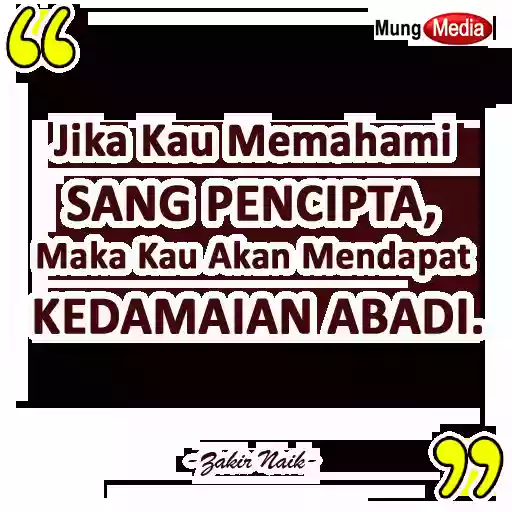 Mung Media
Jika Kau Memahami
SANG PENCIPTA,
Maka Kau Akan Mendapat
KEDAMAIAN ABADI.
-Zakir Naik-